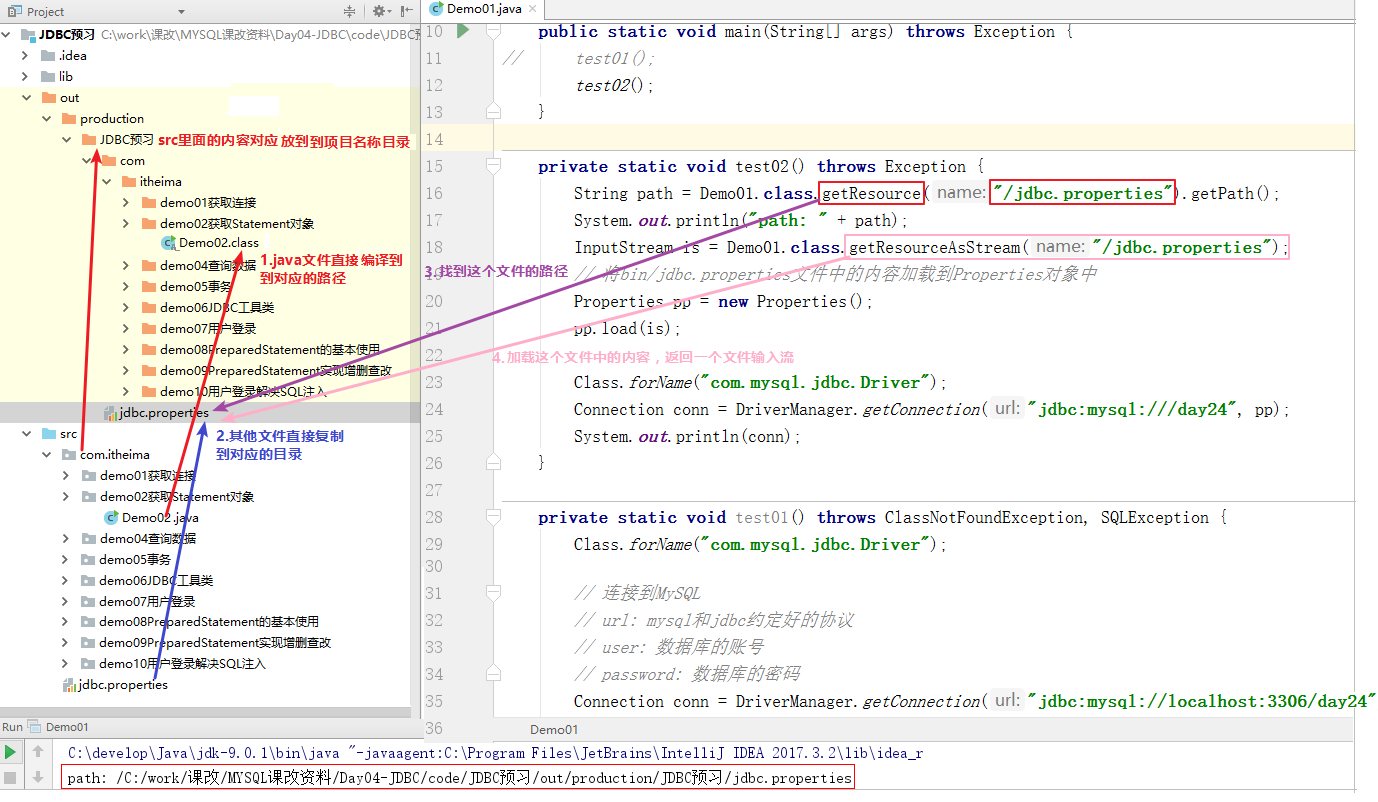 Project
JDBC预习 C:\work\课改\MYSQL课改资料\Day04-JDBC\code\JDBC预
.idea
lib
out
production
JDBC预习 src里面的内容对应 放到到项目名称目录
com
itheima
demo01获取连接
demo02获取Statement对象
Demo02.class
1.java文件直接 编译到
到对应的路径
demo04查询数据
demo05事务
demo06JDBC工具类
demo07用户登录
demo08PreparedStatement的基本使用
demo09PreparedStatement实现增删查改
demo10用户登录解决SQL注入
jdbc.properties
2.其他文件直接复制
到对应的目录
src
com.itheima
demo01获取连接
demo02获取Statement对象
Demo02.java
demo04查询数据
demo05事务
demo06JDBC工具类
demo07用户登录
demo08PreparedStatement的基本使用
demo09PreparedStatement实现增删查改
demo10用户登录解决SQL注入
jdbc.properties
Demo01.java
10 public static void main(String[] args) throws Exception {
11 // test01();
12 test02();
13 }
14
15 private static void test02() throws Exception {
16 String path = Demo01.class.getResource( name: "/jdbc.properties").getPath();
17 System.out.println("path: " + path);
18 InputStream is = Demo01.class.getResourceAsStream( name: "/jdbc.properties");
3.找到这个文件的路径
19 // 将bin/jdbc.properties文件中的内容加载到Properties对象中
20 Properties pp = new Properties();
21 pp.load(is);
22 4.加载这个文件中的内容，返回一个文件输入流
23 Class.forName("com.mysql.jdbc.Driver");
24 Connection conn = DriverManager.getConnection( url: "jdbc:mysql:///day24", pp);
25 System.out.println(conn);
26 }
27
28 private static void test01() throws ClassNotFoundException, SQLException {
29 Class.forName("com.mysql.jdbc.Driver");
30
31 // 连接到MySQL
32 // url: mysql和jdbc约定好的协议
33 // user: 数据库的账号
34 // password: 数据库的密码
35 Connection conn = DriverManager.getConnection( url: "jdbc:mysql://localhost:3306/day24"
36 Demo01
Run Demo01
C:\develop\Java\jdk-9.0.1\bin\java "-javaagent:C:\Program Files\JetBrains\IntelliJ IDEA 2017.3.2\lib\idea_r
path: /C:/work/课改/MYSQL课改资料/Day04-JDBC/code/JDBC预习/out/production/JDBC预习/jdbc.properties